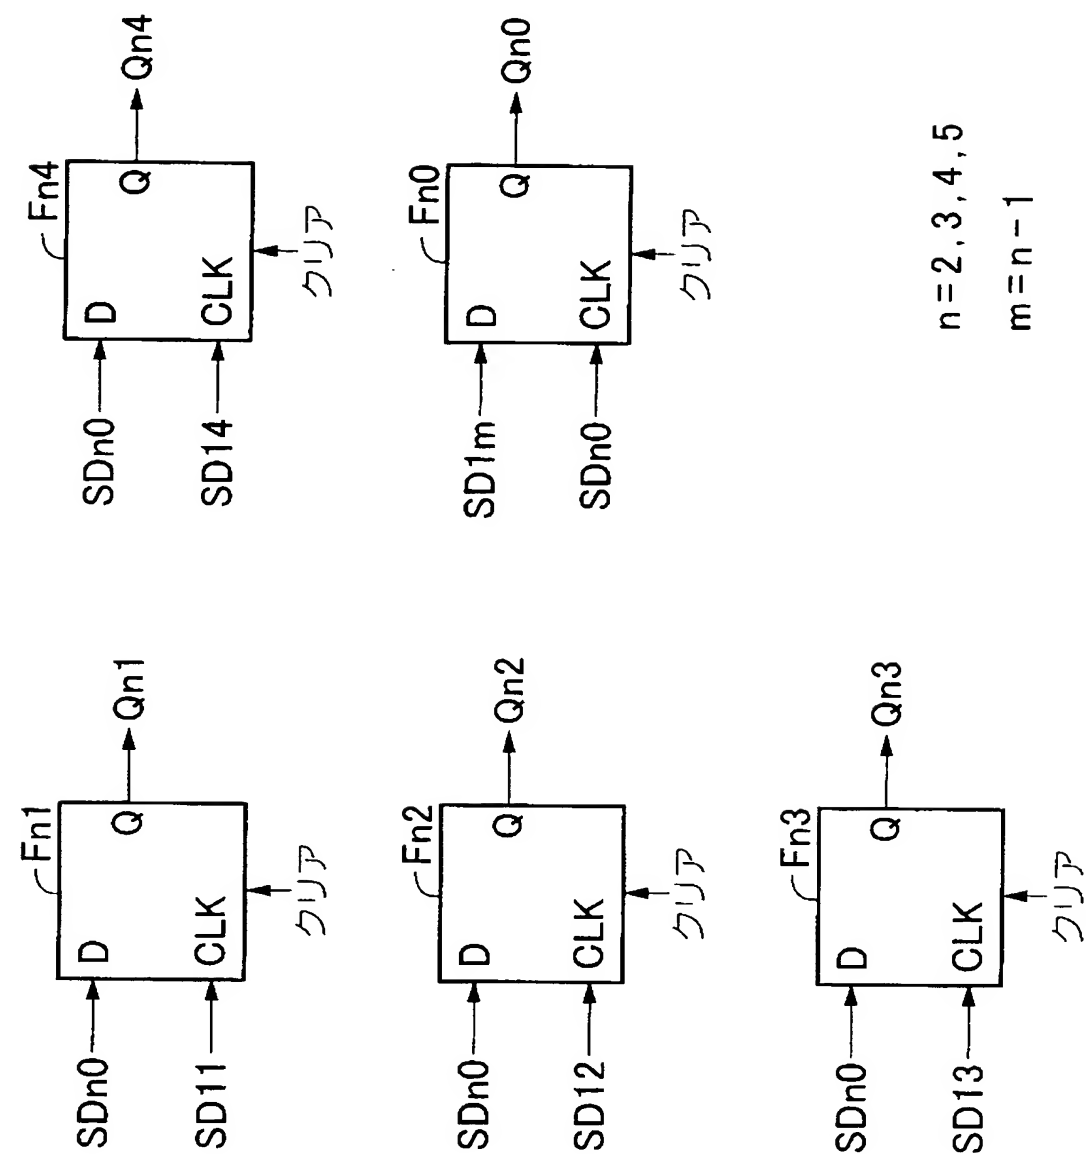 Fn1
SDn0
D
Q
Qn1
SD11
CLK
クリア
Fn2
SDn0
D
Q
Qn2
SD12
CLK
クリア
Fn3
SDn0
D
Q
Qn3
SD13
CLK
クリア
Fn4
SDn0
D
Q
Qn4
SD14
CLK
クリア
Fn0
SD1m
D
Q
Qn0
SDn0
CLK
クリア
n=2,3,4,5
m=n-1